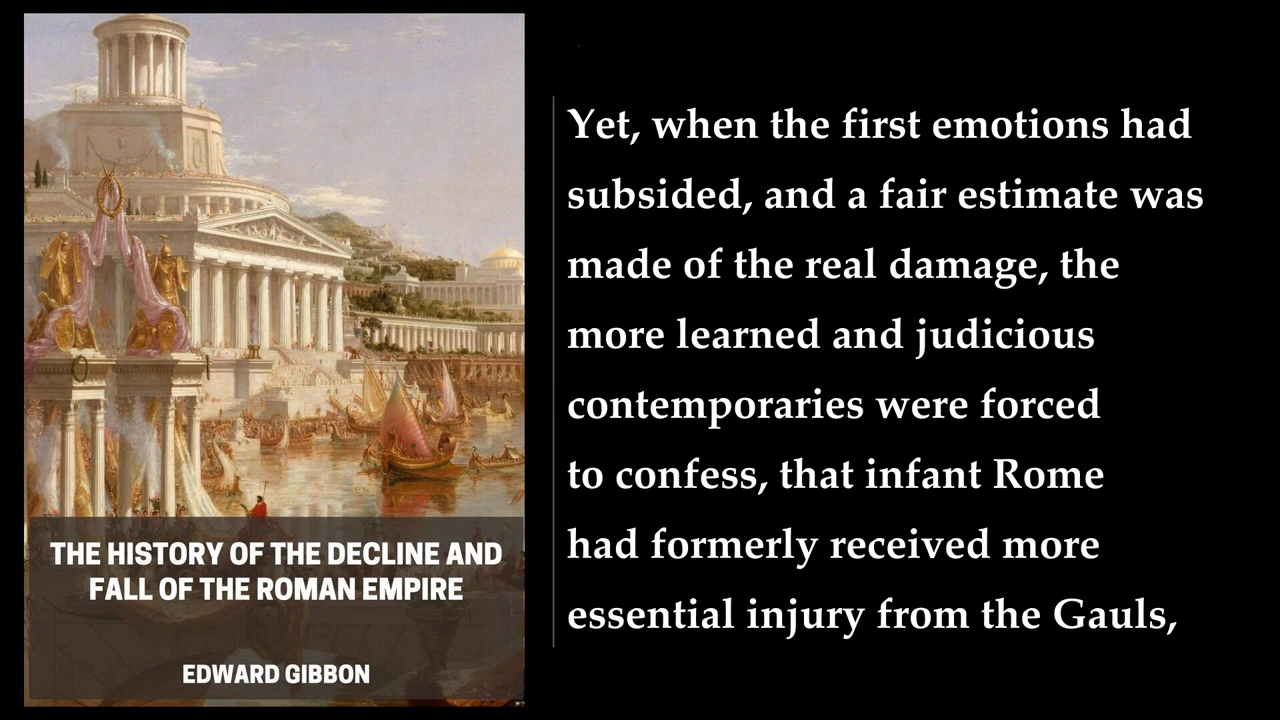 THE HISTORY OF THE DECLINE AND
FALL OF THE ROMAN EMPIRE
EDWARD GIBBON
Yet, when the first emotions had
subsided, and a fair estimate was
made of the real damage, the
more learned and judicious
contemporaries were forced
to confess, that infant Rome
had formerly received more
essential injury from the Gauls,